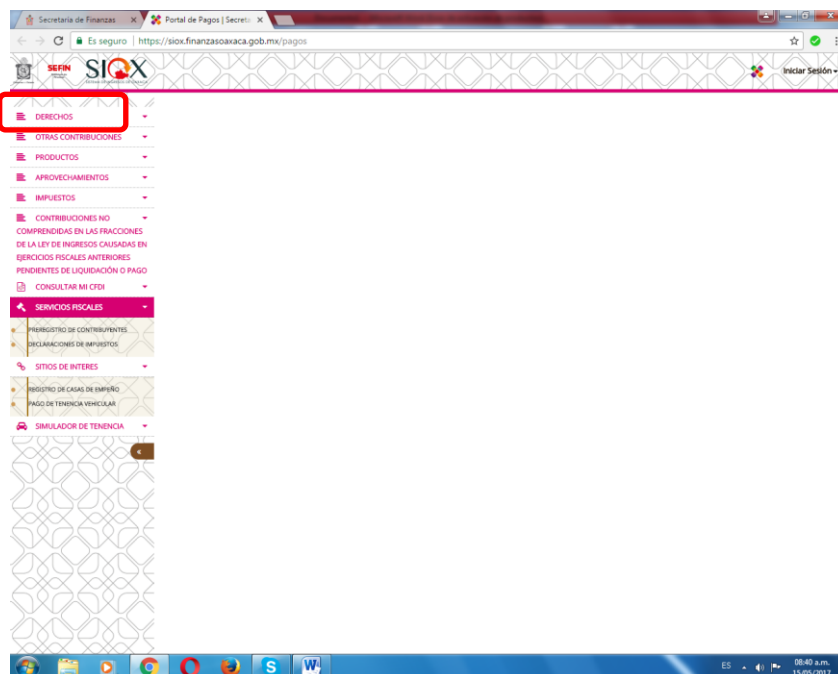 Secretaría de Finanzas
Portal de Pagos | Secreta
Es seguro
https://siox.finanzasoaxaca.gob.mx/pagos
SEFIN
SIOX
Iniciar Sesión
DERECHOS
OTRAS CONTRIBUCIONES
PRODUCTOS
APROVECHAMIENTOS
IMPUESTOS
CONTRIBUCIONES NO
COMPRENDIDAS EN LAS FRACCIONES
DE LA LEY DE INGRESOS CAUSADAS EN
EJERCICIOS FISCALES ANTERIORES
PENDIENTES DE LIQUIDACIÓN O PAGO
CONSULTAR MI CFDI
SERVICIOS FISCALES
PREREGISTRO DE CONTRIBUYENTES
DECLARACIONES DE IMPUESTOS
SITIOS DE INTERES
REGISTRO DE CASAS DE EMPEÑO
PAGO DE TENENCIA VEHICULAR
SIMULADOR DE TENENCIA
«
ES
08:40 a.m.
15/05/2017